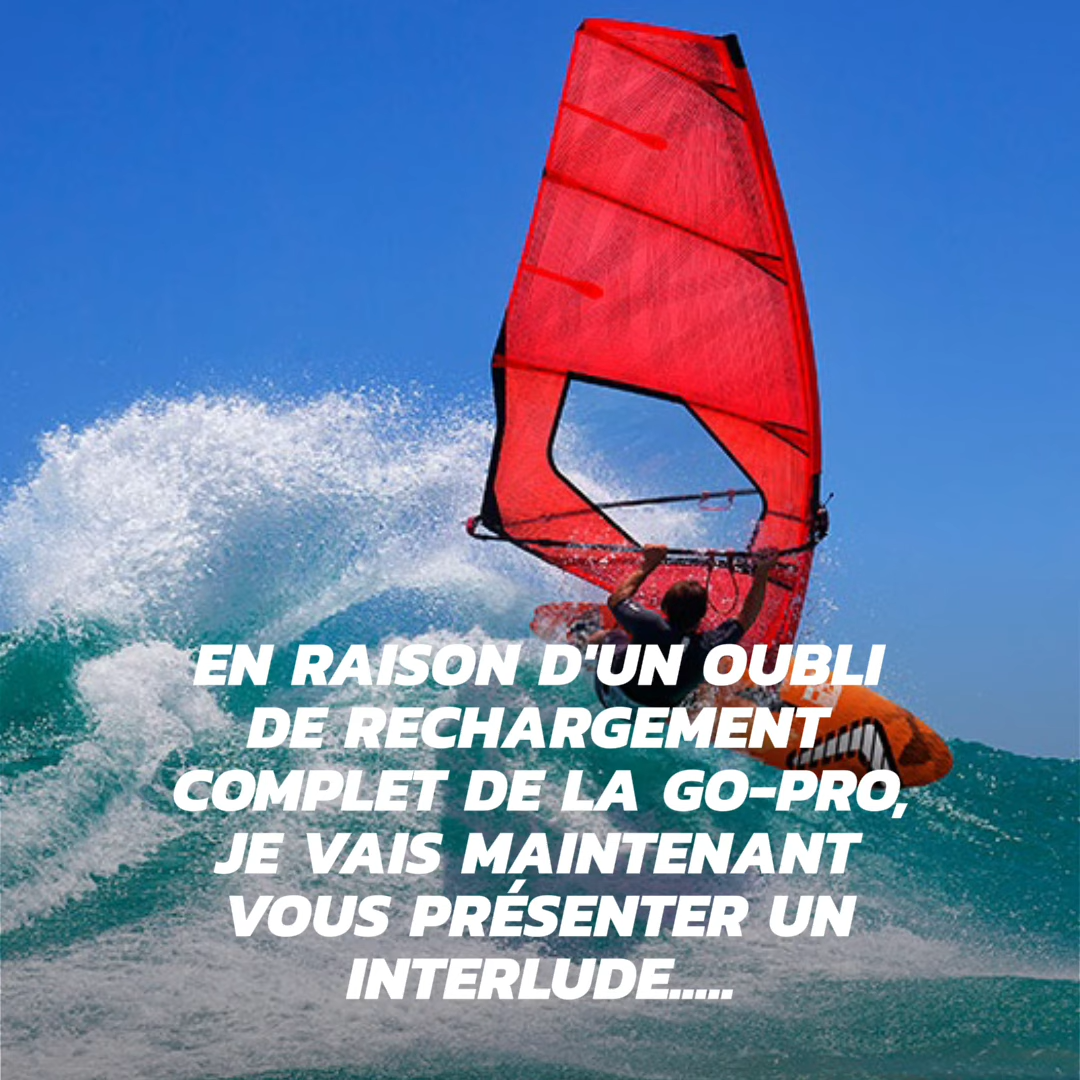 EN RAISON D'UN OUBLI
DE RECHARGEMENT
COMPLET DE LA GO-PRO,
JE VAIS MAINTENANT
VOUS PRÉSENTER UN
INTERLUDE.....